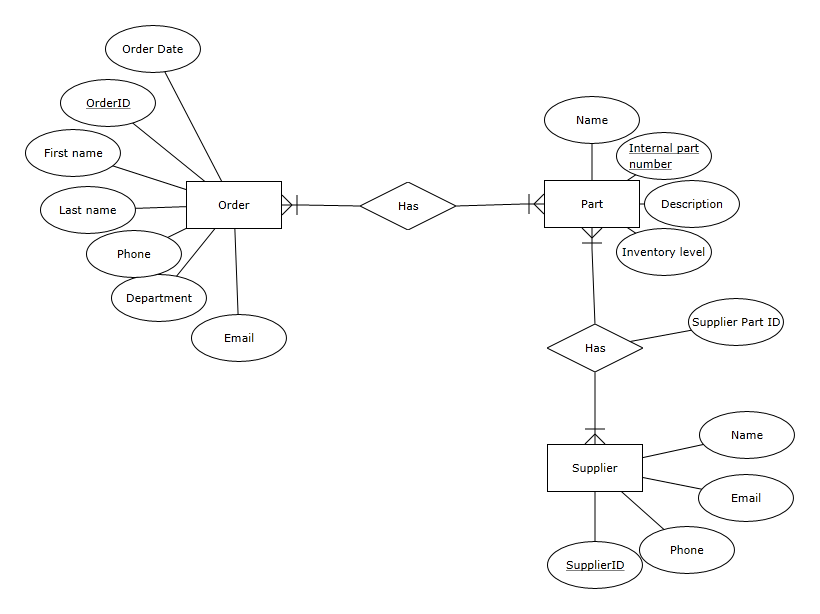 Order Date
OrderID
First name
Last name
Phone
Department
Email
Order
Has
Name
Internal part
number
Part
Description
Inventory level
Has
Supplier Part ID
Supplier
Name
Email
Phone
SupplierID